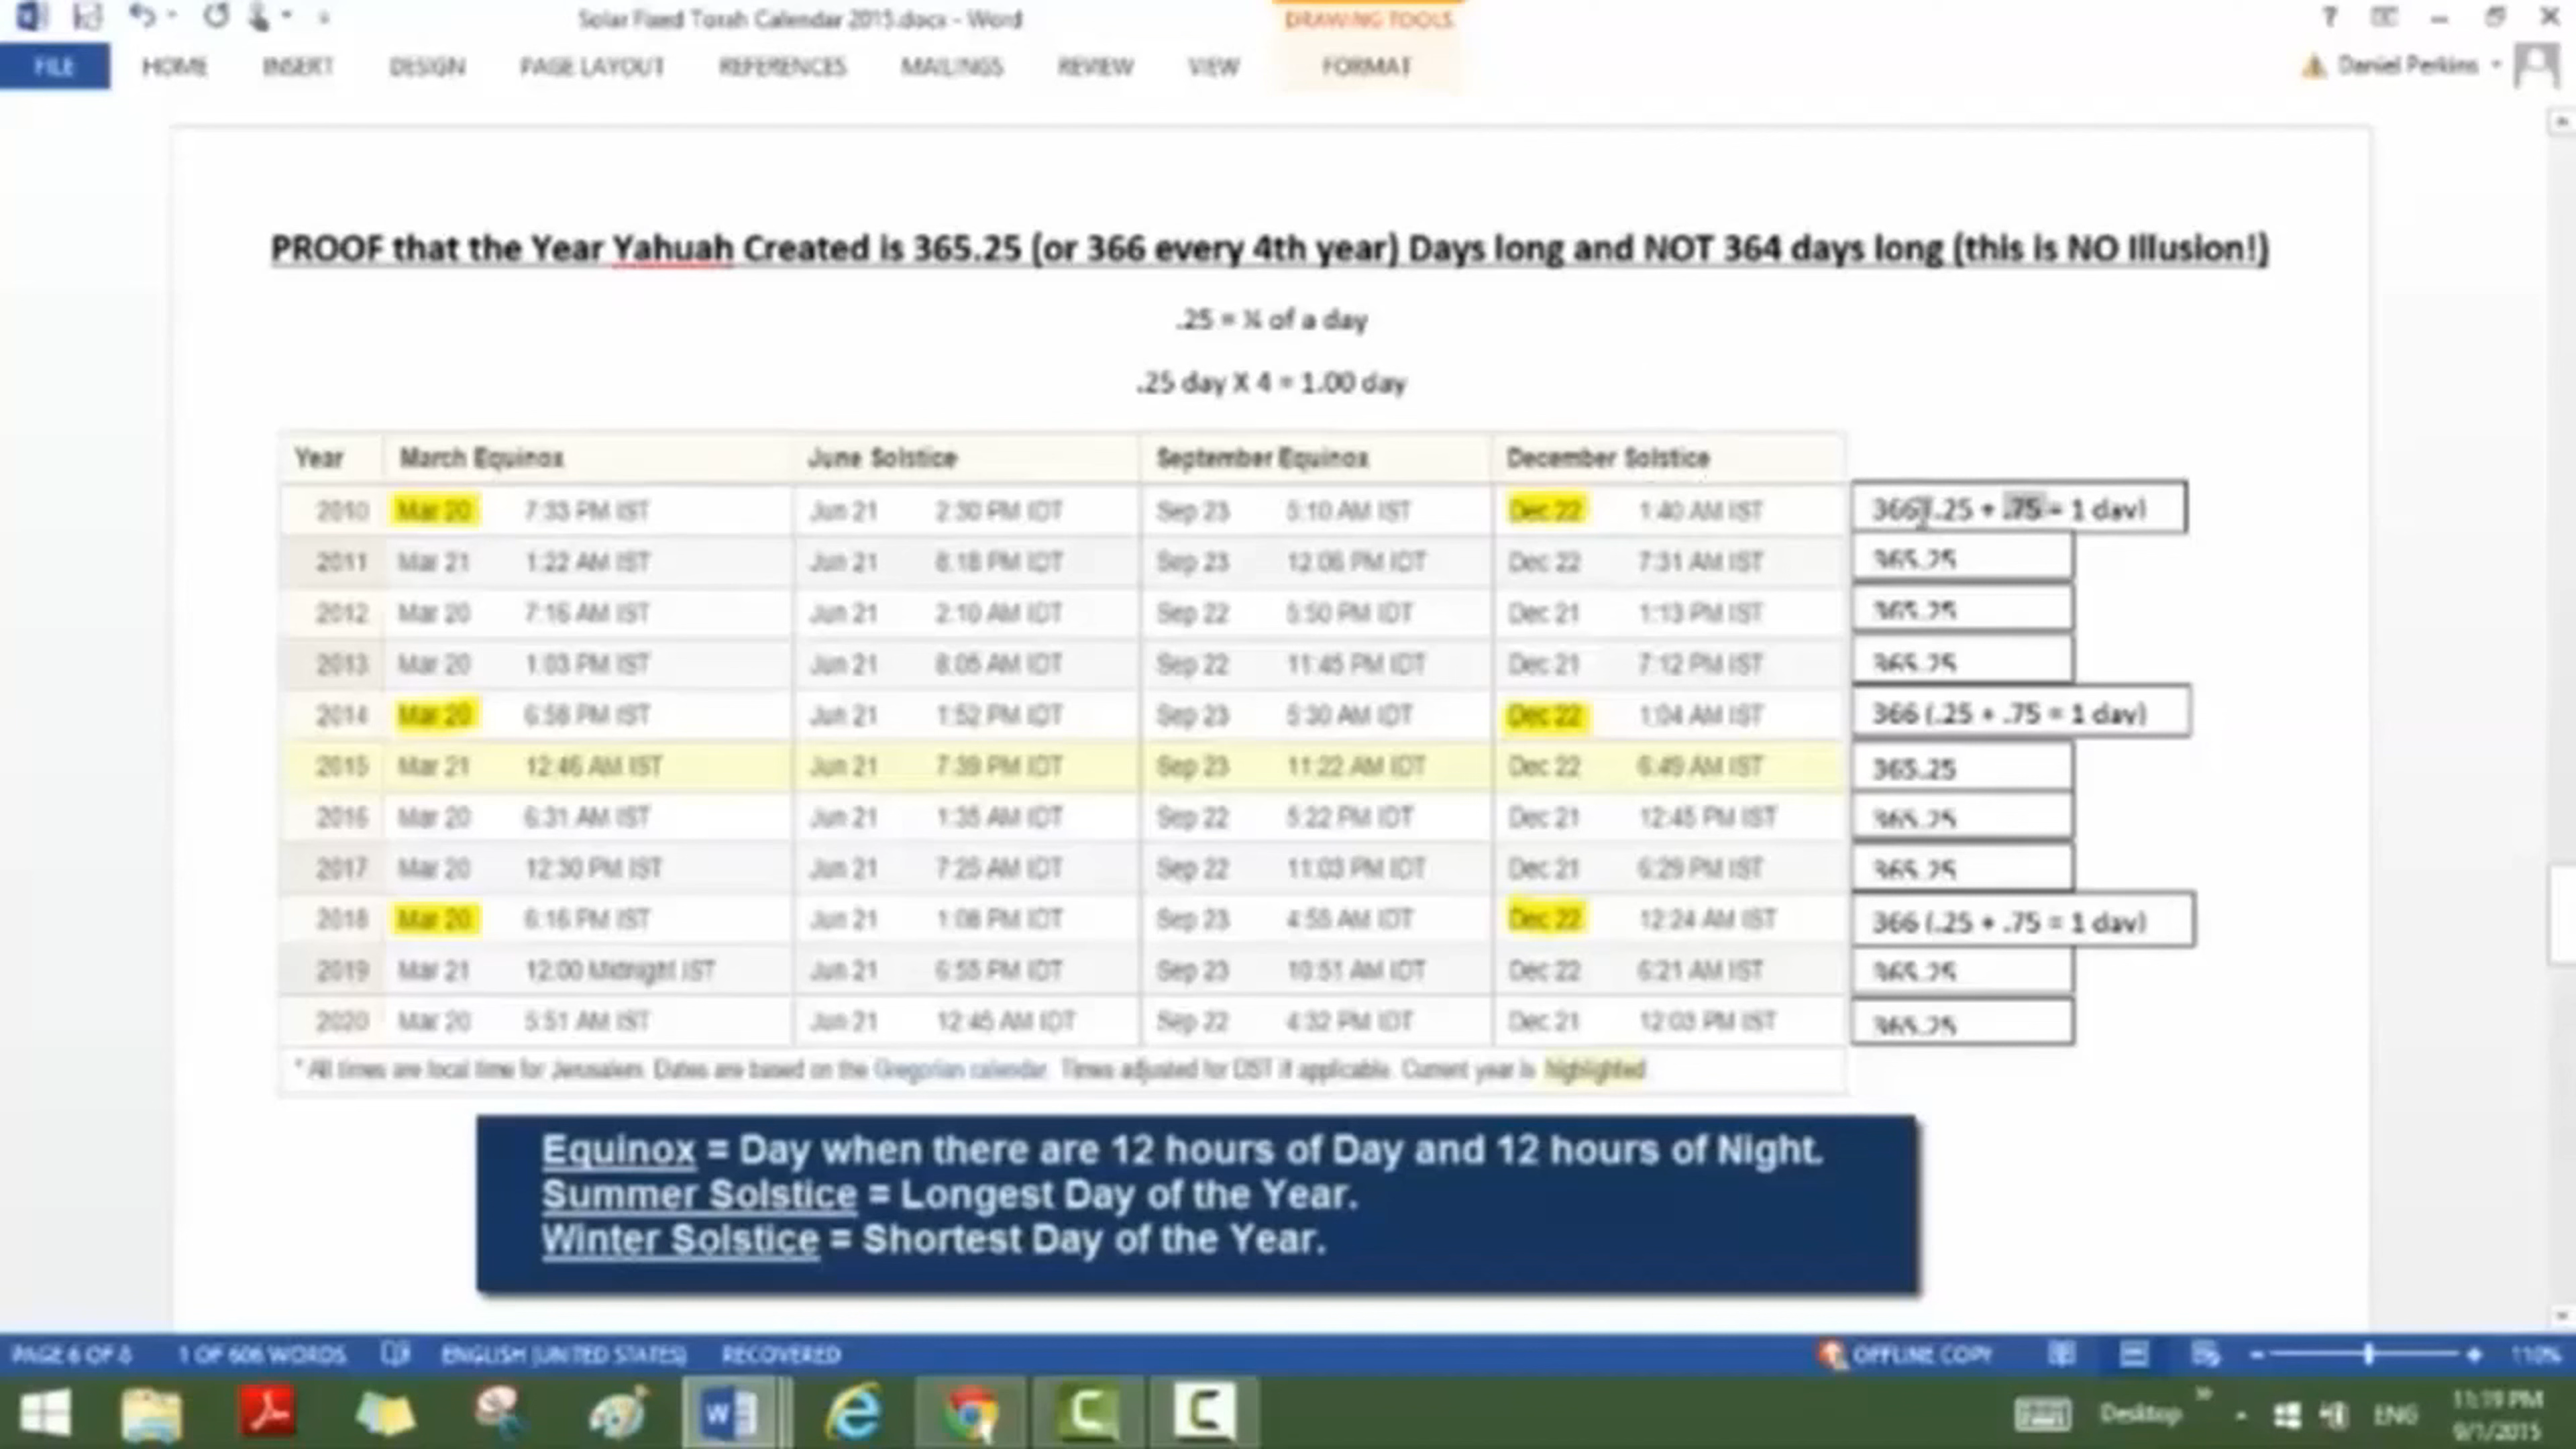 Solar Fixed Torah Calendar 2015.docx - Word
DRAWING TOOLS
FILE HOME INSERT DESIGN PAGE LAYOUT REFERENCES MAILINGS REVIEW VIEW FORMAT Daniel Perkins
PROOF that the Year Yahuah Created is 365.25 (or 366 every 4th year) Days long and NOT 364 days long (this is NO Illusion!)
.25 = ¼ of a day
.25 day X 4 = 1.00 day
Year March Equinox June Solstice September Equinox December Solstice
2010 Mar 20 7:33 PM IST Jun 21 2:30 PM IDT Sep 23 5:10 AM IST Dec 22 1:40 AM IST 366 (.25 + .75 = 1 day)
2011 Mar 21 1:22 AM IST Jun 21 8:18 PM IDT Sep 23 12:06 PM IDT Dec 22 7:31 AM IST 365.25
2012 Mar 20 7:16 AM IST Jun 21 2:10 AM IDT Sep 22 5:50 PM IDT Dec 21 1:13 PM IST 365.25
2013 Mar 20 1:03 PM IST Jun 21 8:05 AM IDT Sep 22 11:45 PM IDT Dec 21 7:12 PM IST 365.25
2014 Mar 20 6:58 PM IST Jun 21 1:52 PM IDT Sep 23 5:30 AM IDT Dec 22 1:04 AM IST 366 (.25 + .75 = 1 day)
2015 Mar 21 12:46 AM IST Jun 21 7:39 PM IDT Sep 23 11:22 AM IDT Dec 22 6:49 AM IST 365.25
2016 Mar 20 6:31 AM IST Jun 21 1:35 AM IDT Sep 22 5:22 PM IDT Dec 21 12:45 PM IST 365.25
2017 Mar 20 12:30 PM IST Jun 21 7:25 AM IDT Sep 22 11:03 PM IDT Dec 21 6:29 PM IST 365.25
2018 Mar 20 6:16 PM IST Jun 21 1:08 PM IDT Sep 23 4:55 AM IDT Dec 22 12:24 AM IST 366 (.25 + .75 = 1 day)
2019 Mar 21 12:00 Midnight IST Jun 21 6:55 PM IDT Sep 23 10:51 AM IDT Dec 22 6:21 AM IST 365.25
2020 Mar 20 5:51 AM IST Jun 21 12:45 AM IDT Sep 22 4:32 PM IDT Dec 21 12:03 PM IST 365.25
* All times are local time for Jerusalem. Dates are based on the Gregorian calendar. Times adjusted for DST if applicable. Current year is highlighted
Equinox = Day when there are 12 hours of Day and 12 hours of Night.
Summer Solstice = Longest Day of the Year.
Winter Solstice = Shortest Day of the Year.
PAGE 6 OF 8 1 OF 606 WORDS ENGLISH (UNITED STATES) RECOVERED OFFLINE COPY 110%
Desktop ENG 11:19 PM
9/1/2015